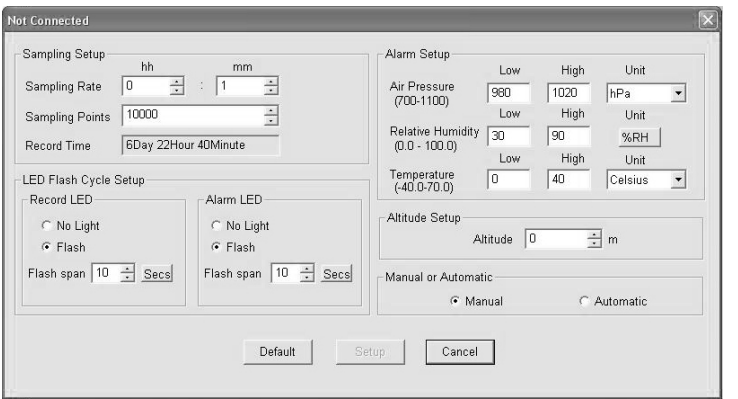 Not Connected
Sampling Setup
hh mm
Sampling Rate 0 : 1
Sampling Points 10000
Record Time 6Day 22Hour 40Minute
LED Flash Cycle Setup
Record LED
No Light
Flash
Flash span 10 Secs
Alarm LED
No Light
Flash
Flash span 10 Secs
Alarm Setup
Low High Unit
Air Pressure 980 1020 hPa
(700-1100)
Low High Unit
Relative Humidity 30 90 %RH
(0.0 - 100.0)
Low High Unit
Temperature 0 40 Celsius
(-40.0-70.0)
Altitude Setup
Altitude 0 m
Manual or Automatic
Manual Automatic
Default Setup Cancel